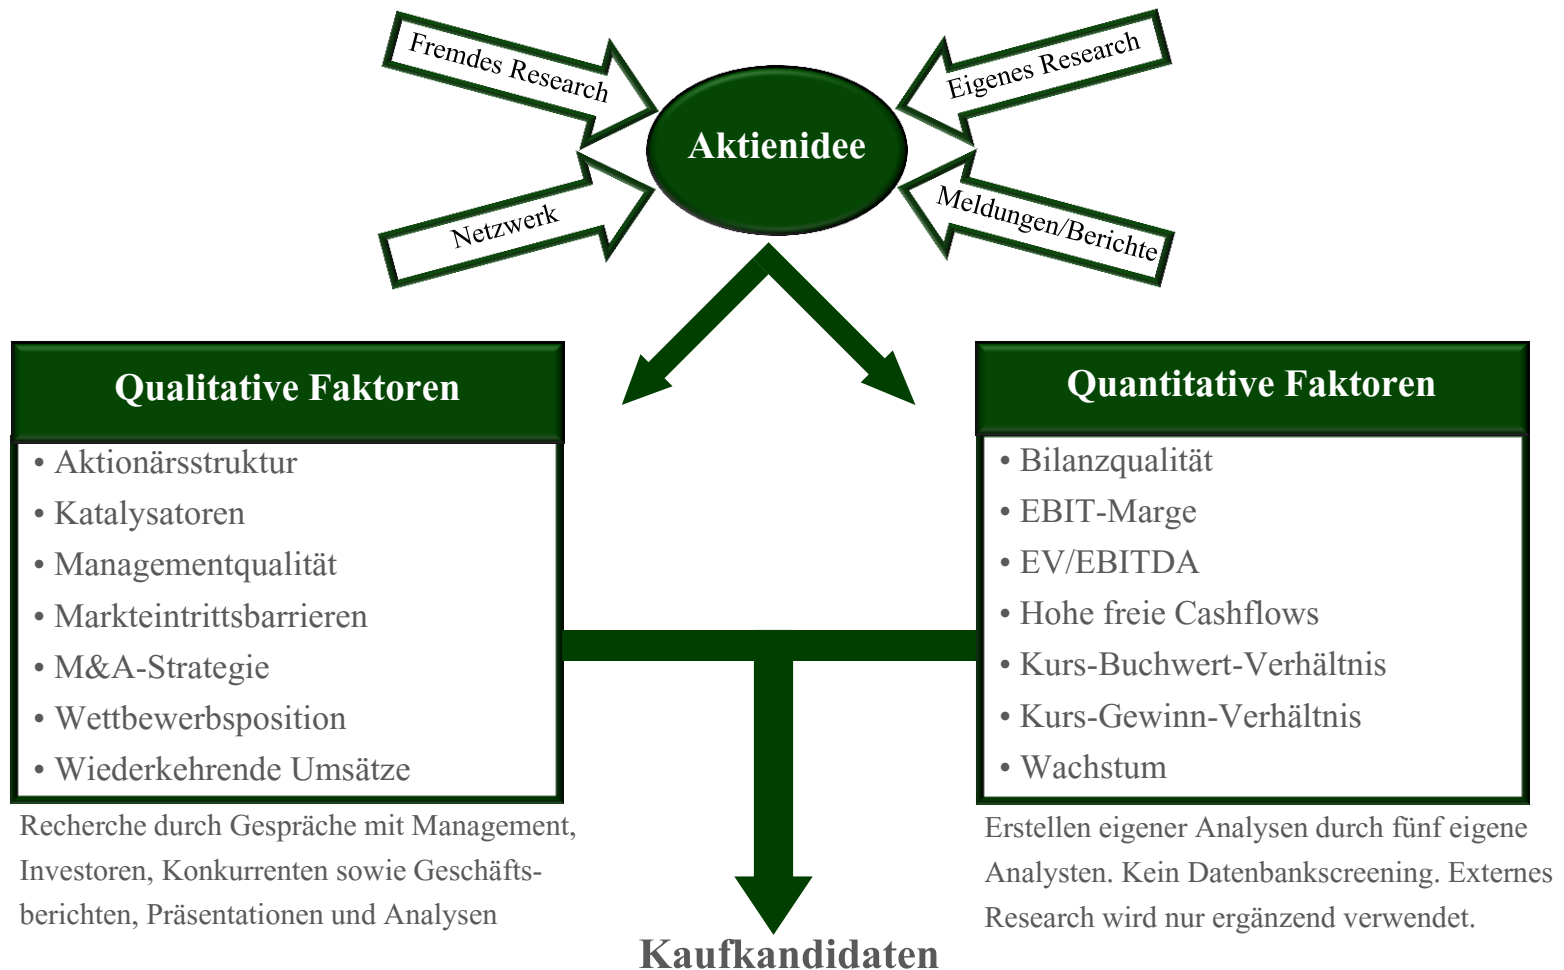 Fremdes Research
Eigenes Research
Aktienidee
Netzwerk
Meldungen/Berichte
Qualitative Faktoren
• Aktionärsstruktur
• Katalysatoren
• Managementqualität
• Markteintrittsbarrieren
• M&A-Strategie
• Wettbewerbsposition
• Wiederkehrende Umsätze
Recherche durch Gespräche mit Management,
Investoren, Konkurrenten sowie Geschäfts-
berichten, Präsentationen und Analysen
Quantitative Faktoren
• Bilanzqualität
• EBIT-Marge
• EV/EBITDA
• Hohe freie Cashflows
• Kurs-Buchwert-Verhältnis
• Kurs-Gewinn-Verhältnis
• Wachstum
Erstellen eigener Analysen durch fünf eigene
Analysten. Kein Datenbankscreening. Externes
Research wird nur ergänzend verwendet.
Kaufkandidaten